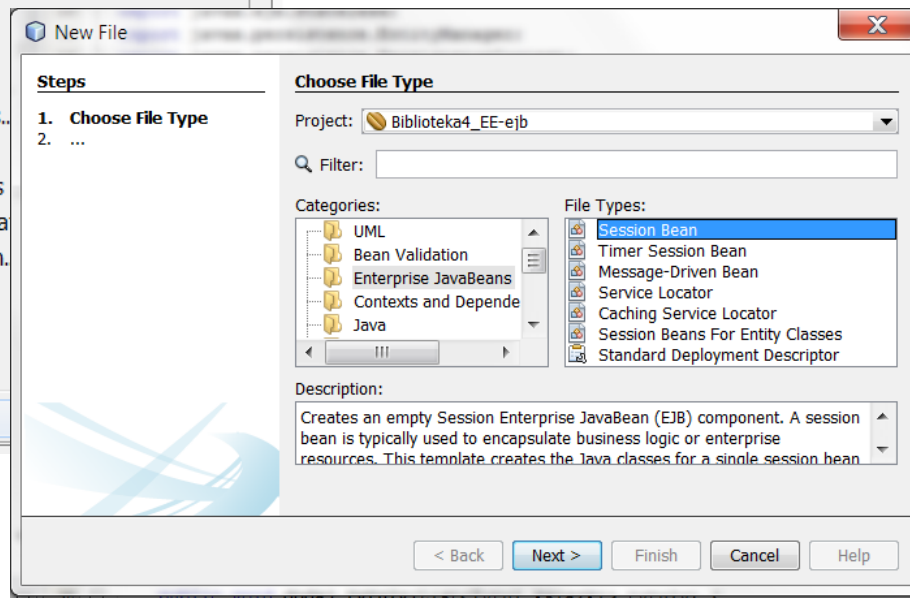 New File
Steps
1. Choose File Type
2. ...
Choose File Type
Project: Biblioteka4_EE-ejb
Filter:
Categories:
UML
Bean Validation
Enterprise JavaBeans
Contexts and Depende
Java
File Types:
Session Bean
Timer Session Bean
Message-Driven Bean
Service Locator
Caching Service Locator
Session Beans For Entity Classes
Standard Deployment Descriptor
Description:
Creates an empty Session Enterprise JavaBean (EJB) component. A session
bean is typically used to encapsulate business logic or enterprise
resources. This template creates the Java classes for a single session bean
< Back
Next >
Finish
Cancel
Help